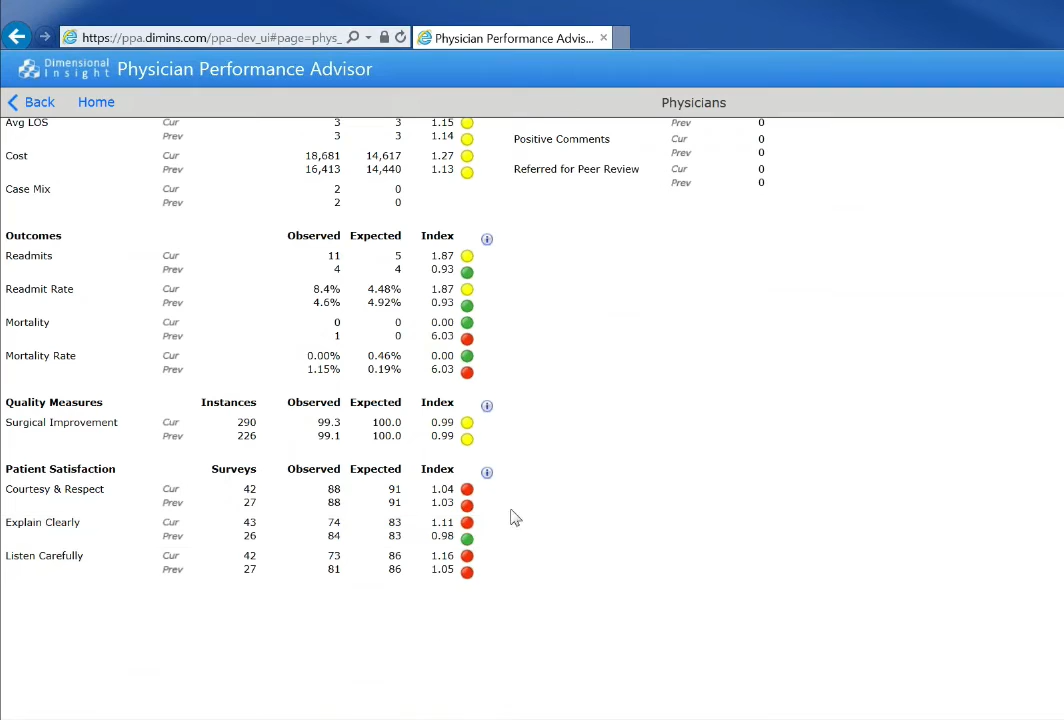 https://ppa.dimins.com/ppa-dev_ui#page=phys_
Physician Performance Advis... ×
Dimensional Insight Physician Performance Advisor
Back Home Physicians
Avg LOS Cur 3 3 1.15
Prev 3 3 1.14
Cost Cur 18,681 14,617 1.27
Prev 16,413 14,440 1.13
Case Mix Cur 2 0
Prev 2 0
Prev 0
Positive Comments Cur 0
Prev 0
Referred for Peer Review Cur 0
Prev 0
Outcomes Observed Expected Index
Readmits Cur 11 5 1.87
Prev 4 4 0.93
Readmit Rate Cur 8.4% 4.48% 1.87
Prev 4.6% 4.92% 0.93
Mortality Cur 0 0 0.00
Prev 1 0 6.03
Mortality Rate Cur 0.00% 0.46% 0.00
Prev 1.15% 0.19% 6.03
Quality Measures Instances Observed Expected Index
Surgical Improvement Cur 290 99.3 100.0 0.99
Prev 226 99.1 100.0 0.99
Patient Satisfaction Surveys Observed Expected Index
Courtesy & Respect Cur 42 88 91 1.04
Prev 27 88 91 1.03
Explain Clearly Cur 43 74 83 1.11
Prev 26 84 83 0.98
Listen Carefully Cur 42 73 86 1.16
Prev 27 81 86 1.05